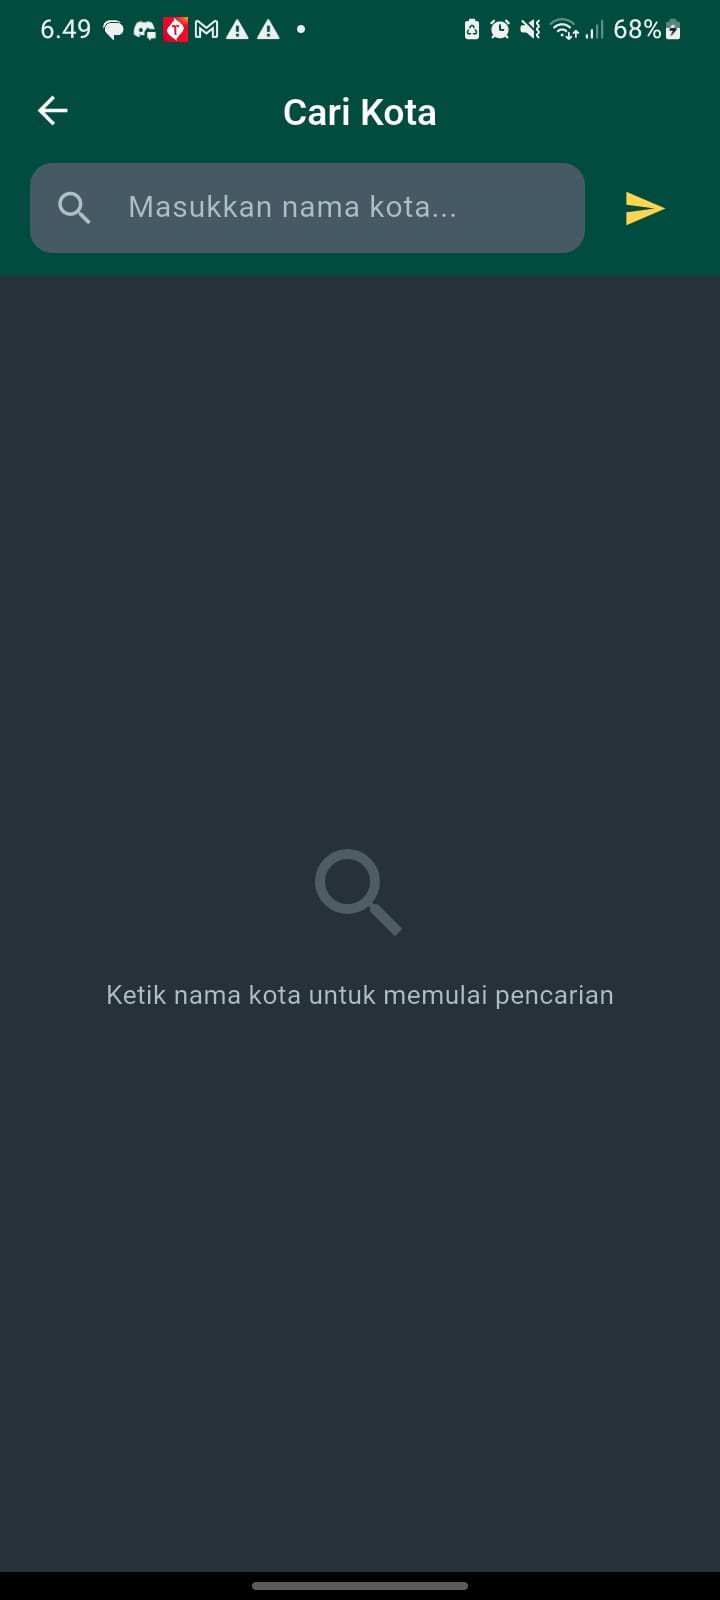 6.49
68%
Cari Kota
Masukkan nama kota...
Ketik nama kota untuk memulai pencarian